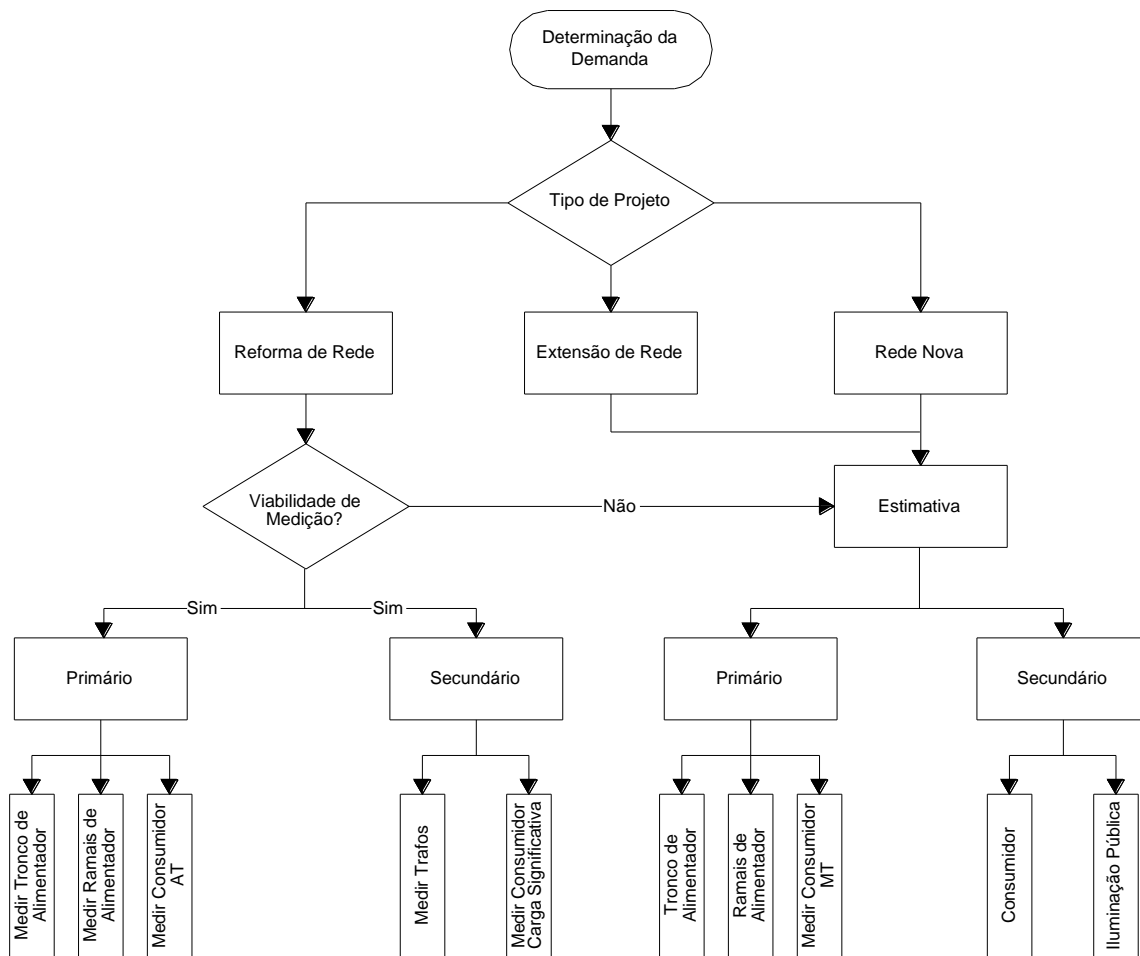 Determinação da
Demanda
Tipo de Projeto
Reforma de Rede
Extensão de Rede
Rede Nova
Viabilidade de
Medição?
Não
Estimativa
Sim
Sim
Primário
Secundário
Primário
Secundário
Medir Tronco de
Alimentador
Medir Ramais de
Alimentador
Medir Consumidor
AT
Medir Trafos
Medir Consumidor
Carga Significativa
Tronco de
Alimentador
Ramais de
Alimentador
Medir Consumidor
MT
Consumidor
Iluminação Pública